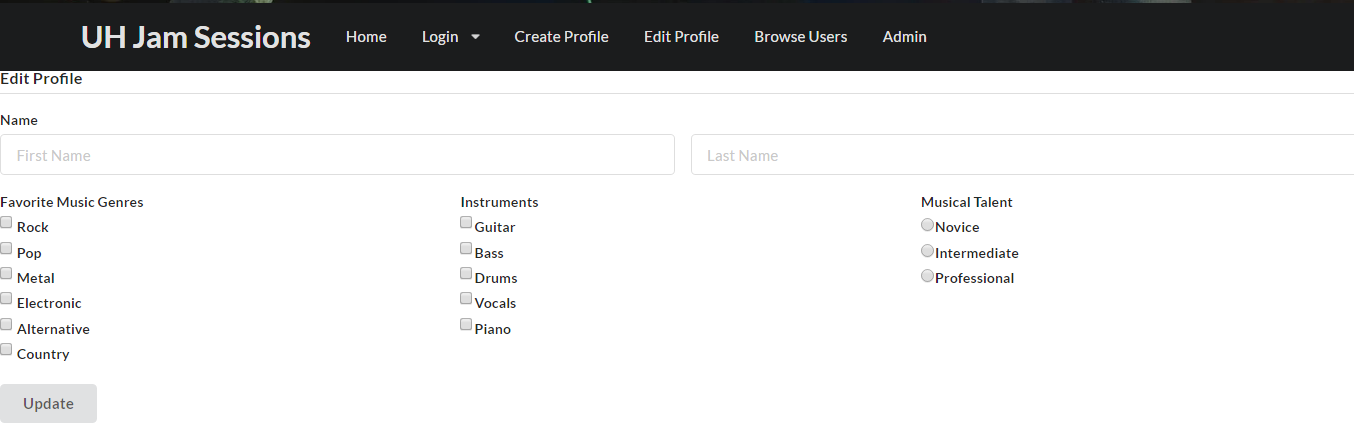 UH Jam Sessions Home Login Create Profile Edit Profile Browse Users Admin
Edit Profile
Name
First Name Last Name
Favorite Music Genres Instruments Musical Talent
Rock Guitar Novice
Pop Bass Intermediate
Metal Drums Professional
Electronic Vocals
Alternative Piano
Country
Update